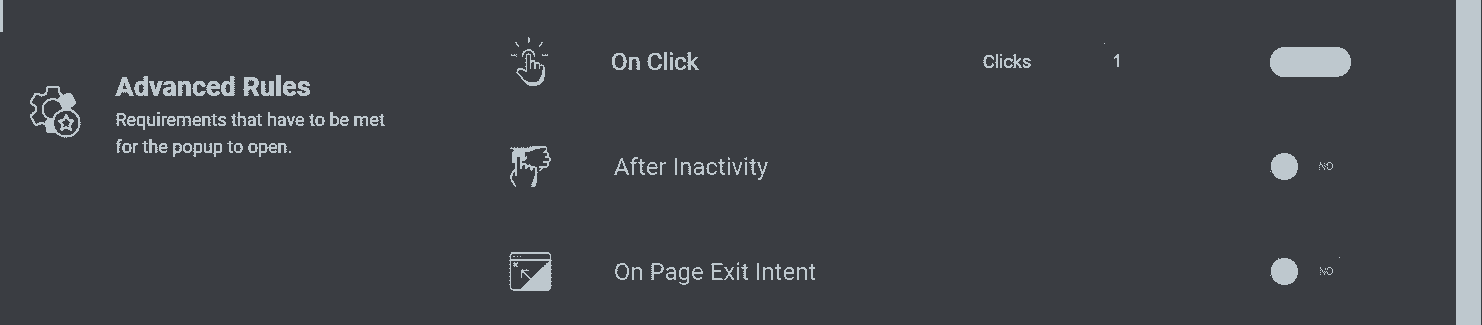 Advanced Rules
Requirements that have to be met
for the popup to open.
On Click
Clicks
1
After Inactivity
NO
On Page Exit Intent
NO